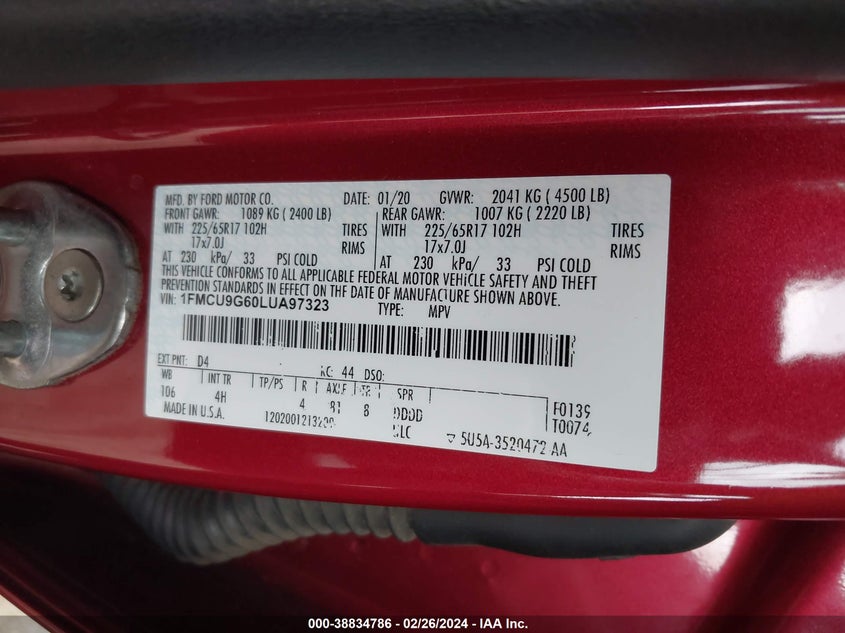 MFD. BY FORD MOTOR CO. DATE: 01/20 GVWR: 2041 KG ( 4500 LB)
FRONT GAWR: 1089 KG ( 2400 LB) REAR GAWR: 1007 KG ( 2220 LB)
WITH 225/65R17 102H TIRES WITH 225/65R17 102H TIRES
17x7.0J RIMS 17x7.0J RIMS
AT 230 kPa/ 33 PSI COLD AT 230 kPa/ 33 PSI COLD
THIS VEHICLE CONFORMS TO ALL APPLICABLE FEDERAL MOTOR VEHICLE SAFETY AND THEFT
PREVENTION STANDARDS IN EFFECT ON THE DATE OF MANUFACTURE SHOWN ABOVE.
VIN: 1FMCU9G60LUA97323 TYPE: MPV
EXT PNT: D4 RC: 44 DSO:
WB INT TR TP/PS R AXLE TR SPR
106 4H 4 81 8 DDDD F0139
MADE IN U.S.A. T0074
5U5A-3520472-AA
000-38834786 - 02/26/2024 - IAA Inc.